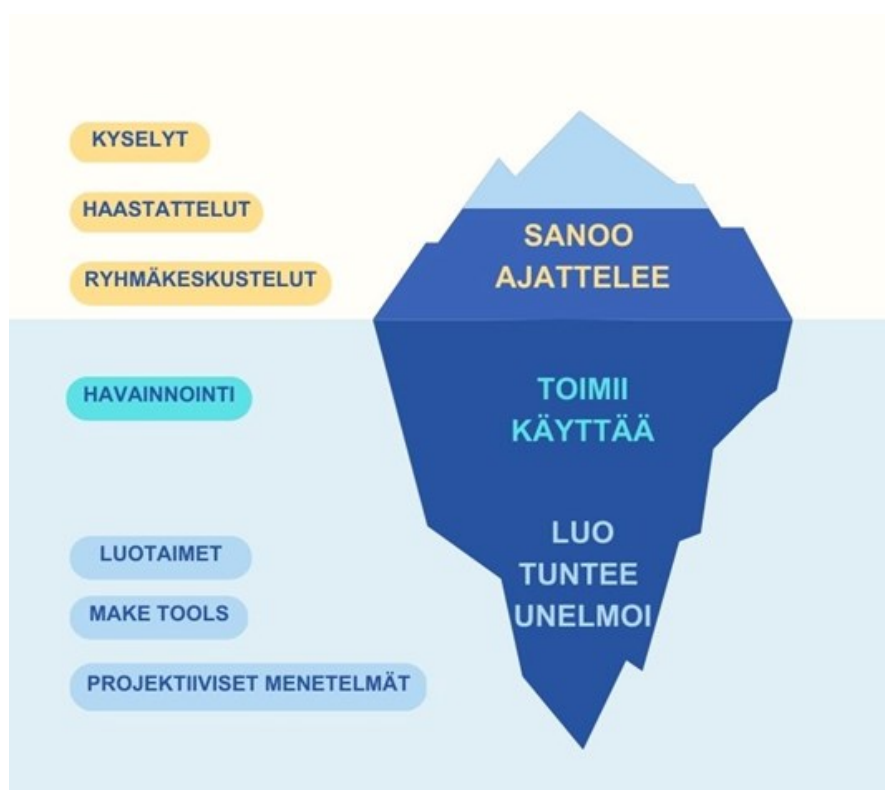 KYSELYT
HAASTATTELUT
RYHMÄKESKUSTELUT
SANOO
AJATTELEE
HAVAINNOINTI
TOIMII
KÄYTTÄÄ
LUOTAIMET
MAKE TOOLS
PROJEKTIIVISET MENETELMÄT
LUO
TUNTEE
UNELMOI